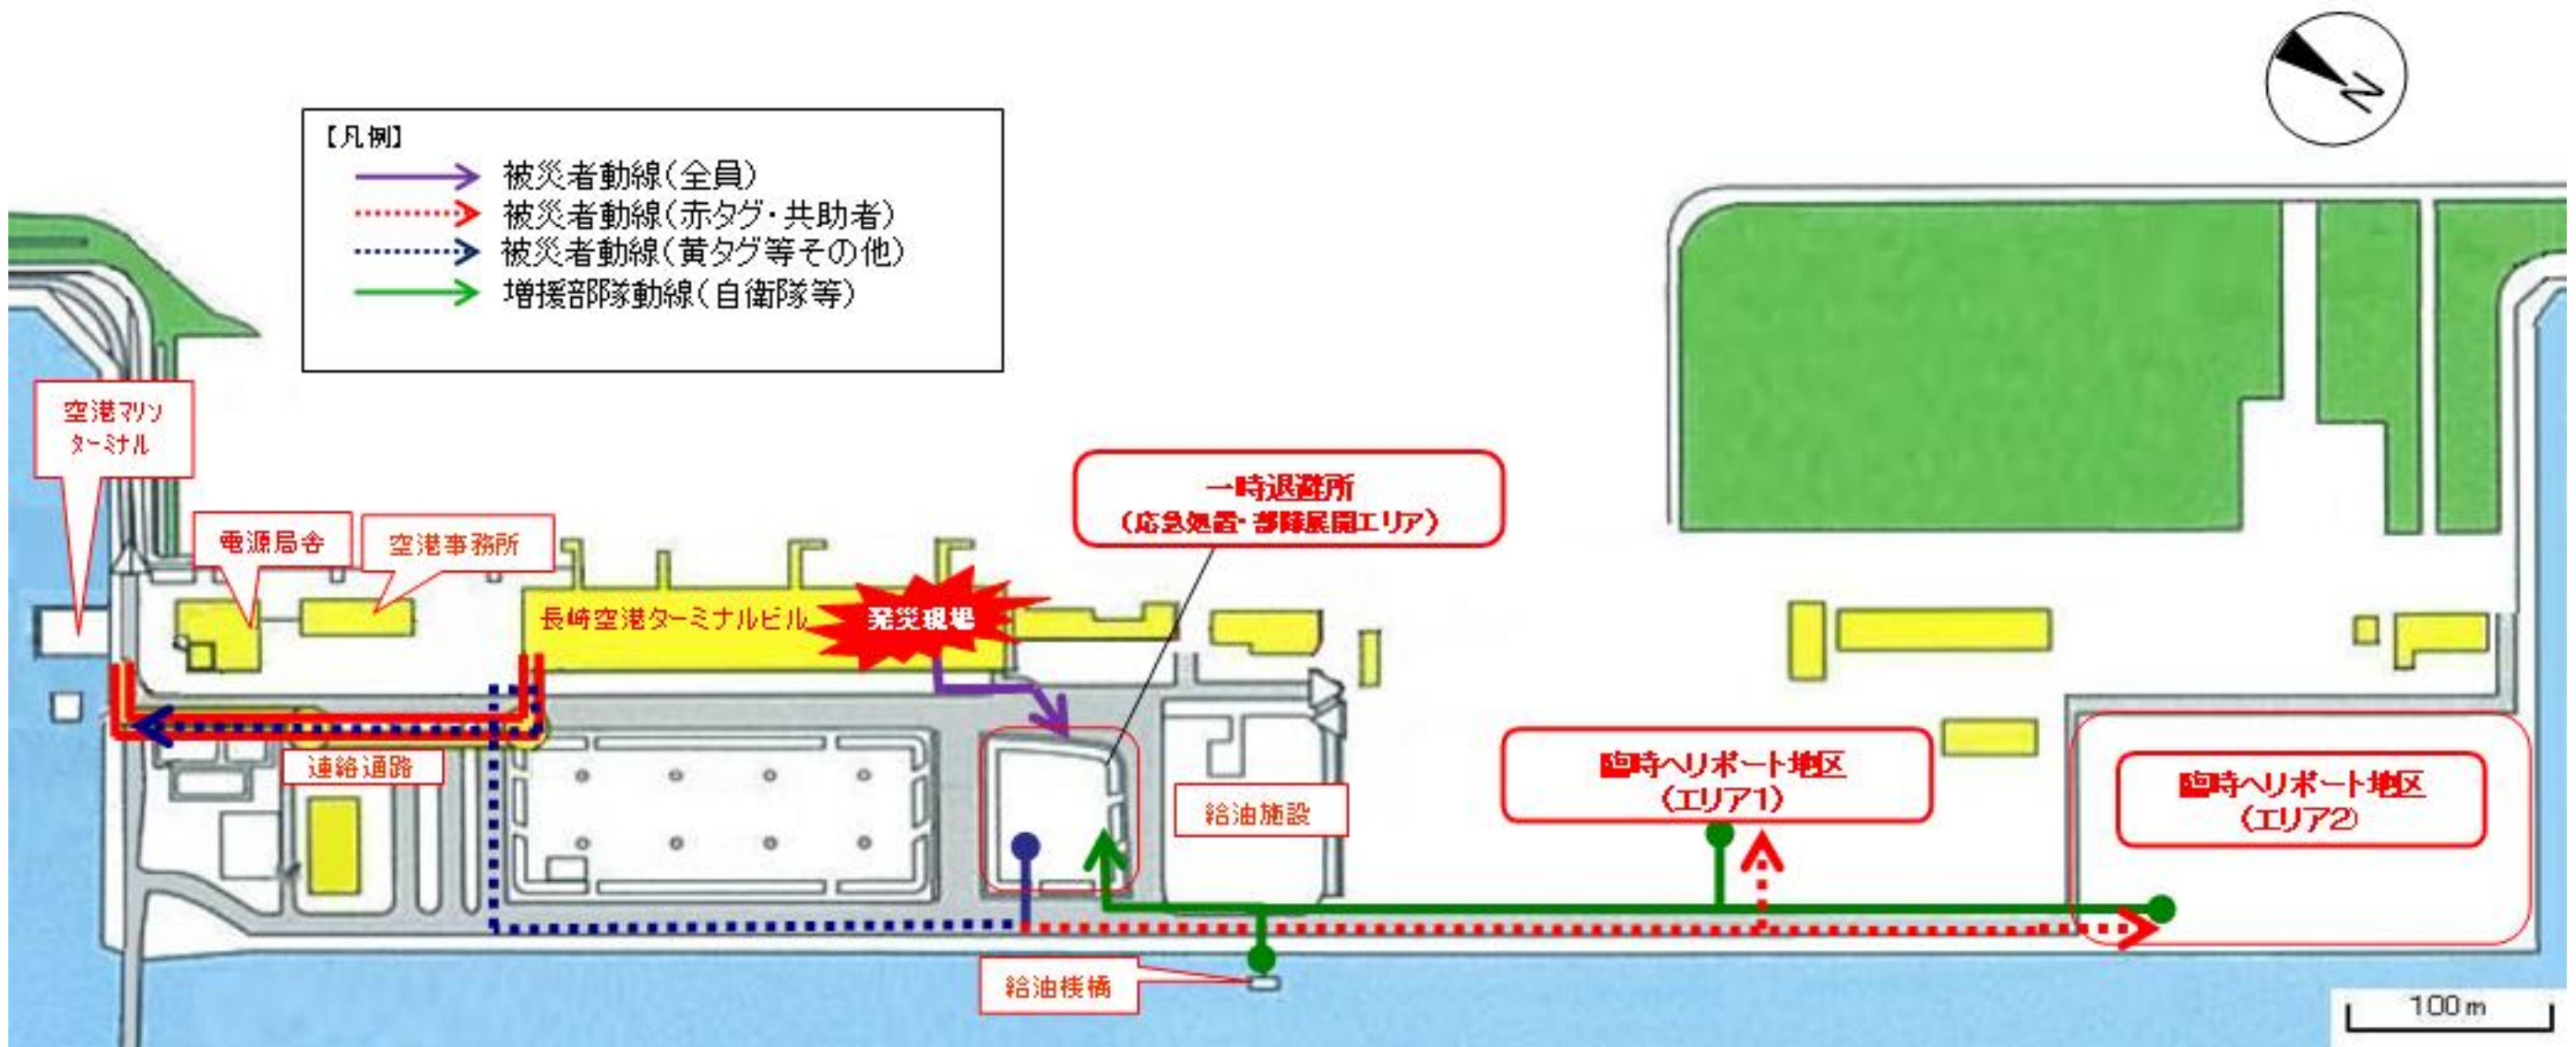 N
【凡例】
被災者動線(全員)
被災者動線(赤タグ・共助者)
被災者動線(黄タグ等その他)
増援部隊動線(自衛隊等)
空港マリン
ターミナル
電源局舎
空港事務所
一時退避所
(応急処置・部隊展開エリア)
長崎空港ターミナルビル
発災現場
連絡通路
給油施設
臨時ヘリポート地区
(エリア1)
臨時ヘリポート地区
(エリア2)
給油桟橋
100m